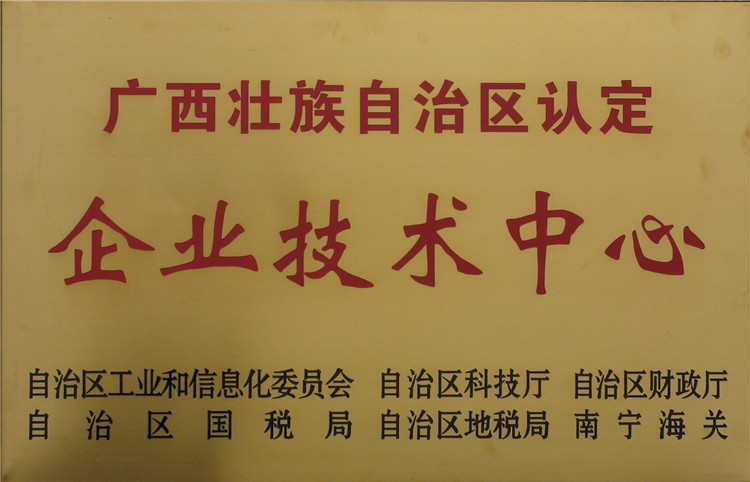 广西壮族自治区认定
企业技术中心
自治区工业和信息化委员会 自治区科技厅 自治区财政厅
自治区国税局 自治区地税局 南宁海关